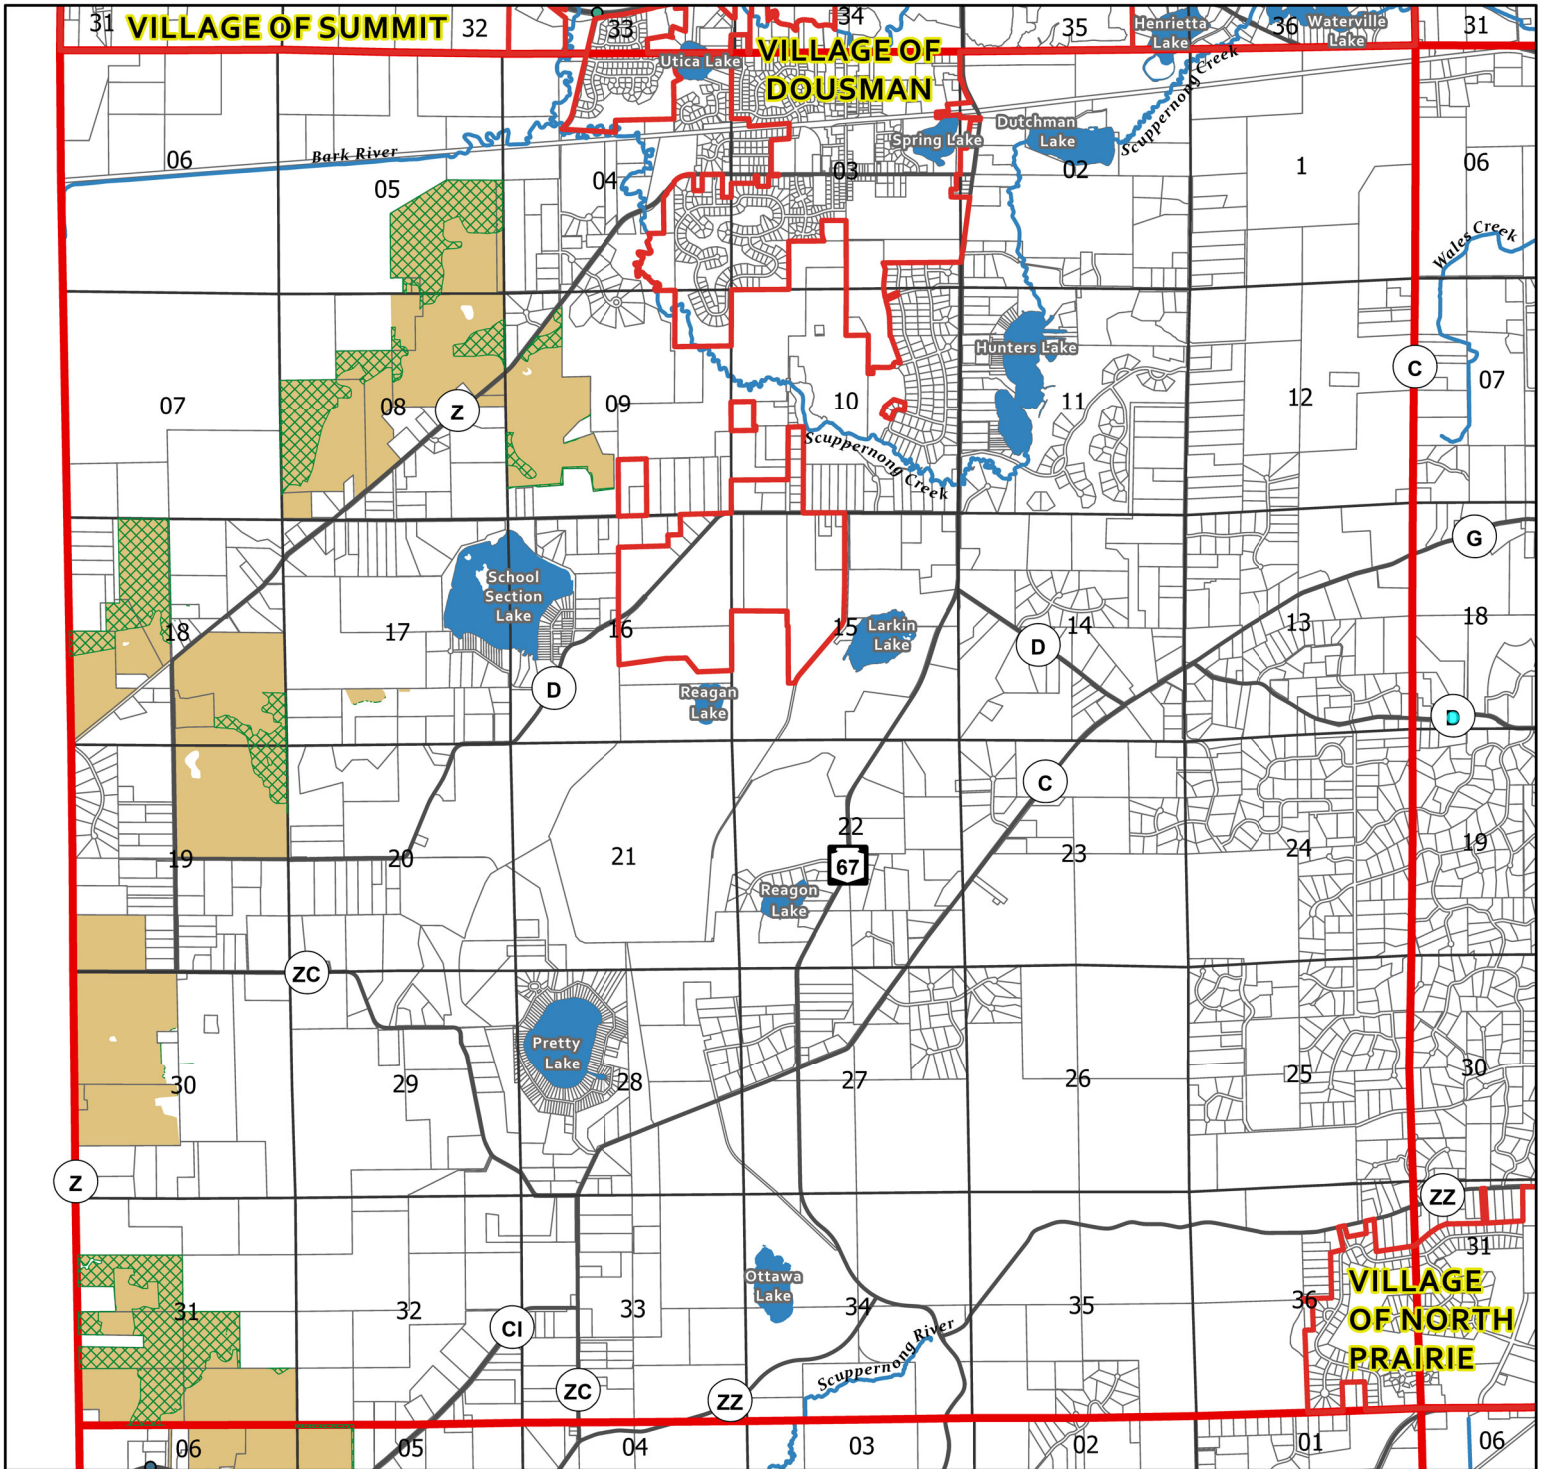 31
VILLAGE OF SUMMIT
32
33
34
35
Henrietta
Lake
36
Waterville
Lake
31
Utica Lake
VILLAGE OF
DOUSMAN
Scuppernong Creek
Spring Lake
Dutchman
Lake
06
Bark River
05
04
03
02
1
06
Wales Creek
Hunters Lake
C
07
07
08
Z
09
10
11
12
Scuppernong Creek
School
Section
Lake
G
18
17
16
15
Larkin
Lake
14
D
13
18
D
Reagan
Lake
D
C
19
20
21
22
67
23
24
19
Reagon
Lake
ZC
Pretty
Lake
30
29
28
27
26
25
30
Z
ZZ
31
Ottawa
Lake
VILLAGE
OF NORTH
PRAIRIE
31
32
CI
33
34
35
36
Scuppernong River
ZC
ZZ
06
05
04
03
02
01
06